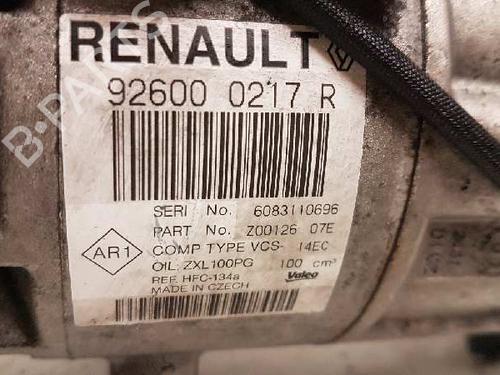 RENAULT
92600 0217 R
SERI No. 6083110696
PART No. Z00126 07E
AR1
COMP TYPE VCS- 14EC
OIL: ZXL100PG 100 cm³
REF. HFC-134a
MADE IN CZECH
Valeo
B-PARTS